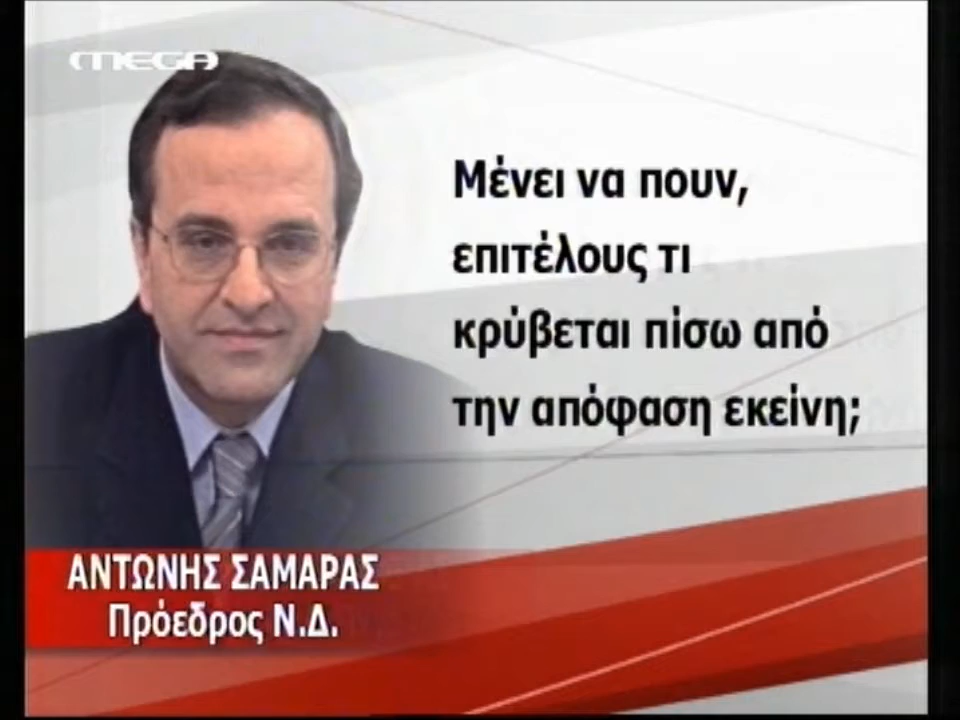 MEGA
Μένει να πουν,
επιτέλους τι
κρύβεται πίσω από
την απόφαση εκείνη;
ΑΝΤΩΝΗΣ ΣΑΜΑΡΑΣ
Πρόεδρος Ν.Δ.